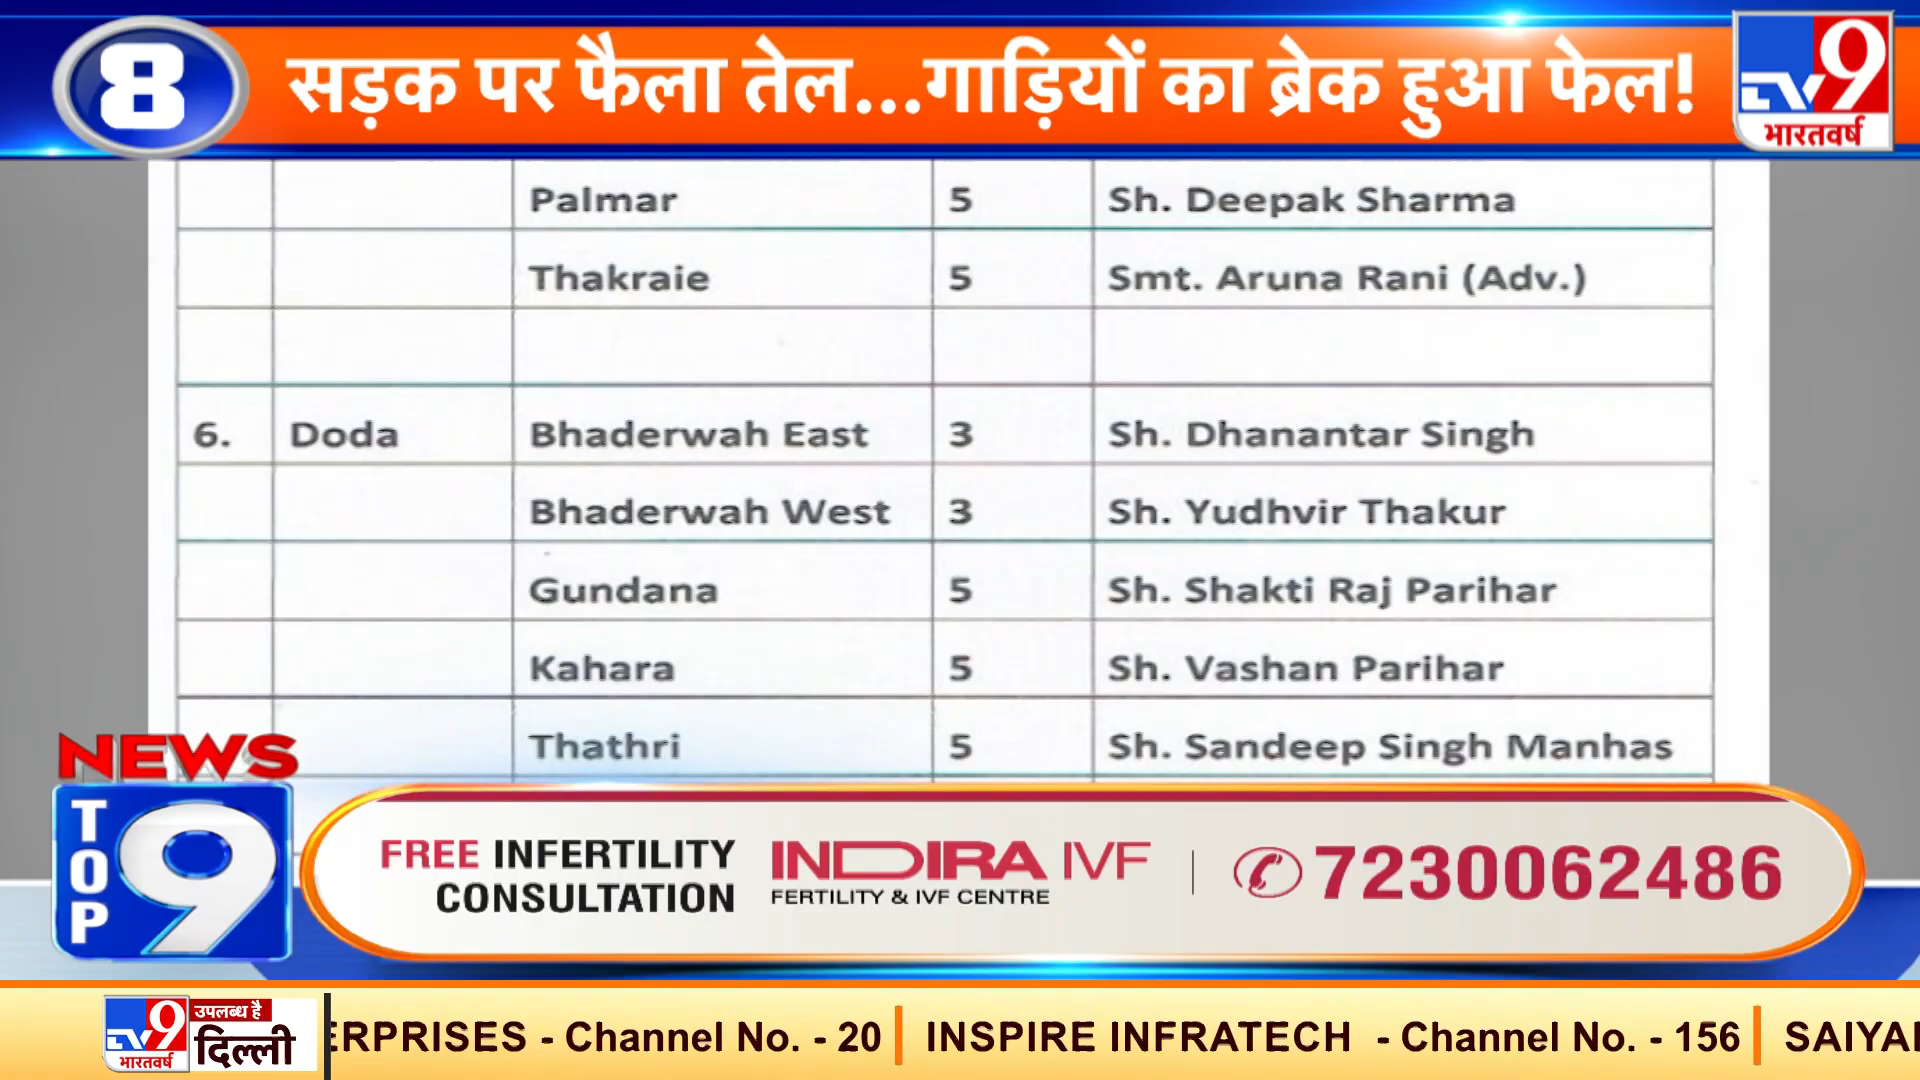 8 सड़क पर फैला तेल...गाड़ियों का ब्रेक हुआ फेल!
TV9
भारतवर्ष
Palmar 5 Sh. Deepak Sharma
Thakraie 5 Smt. Aruna Rani (Adv.)
6. Doda Bhaderwah East 3 Sh. Dhanantar Singh
Bhaderwah West 3 Sh. Yudhvir Thakur
Gundana 5 Sh. Shakti Raj Parihar
Kahara 5 Sh. Vashan Parihar
Thathri 5 Sh. Sandeep Singh Manhas
NEWS
TOP 9
FREE INFERTILITY
CONSULTATION
INDIRA IVF
FERTILITY & IVF CENTRE
7230062486
TV9
भारतवर्ष
उपलब्ध है
दिल्ली
ERPRISES - Channel No. - 20 INSPIRE INFRATECH - Channel No. - 156 SAIYA